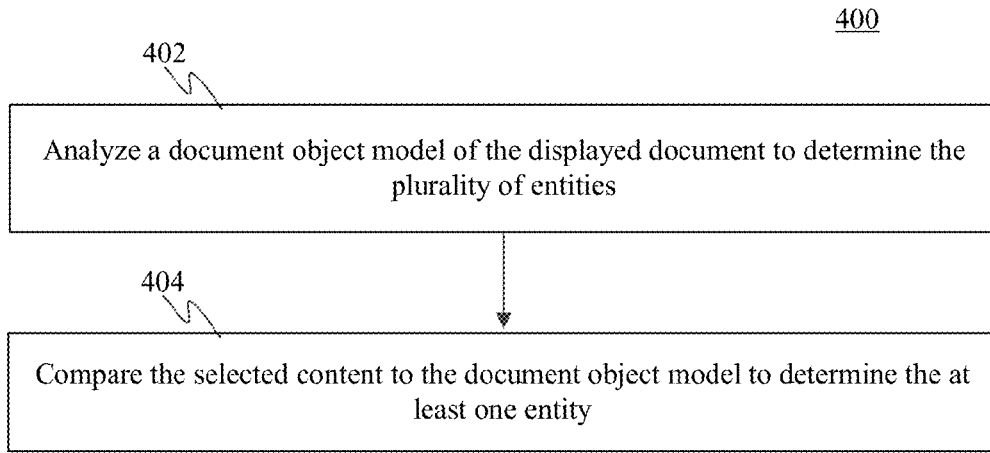 400
402
Analyze a document object model of the displayed document to determine the
plurality of entities
404
Compare the selected content to the document object model to determine the at
least one entity